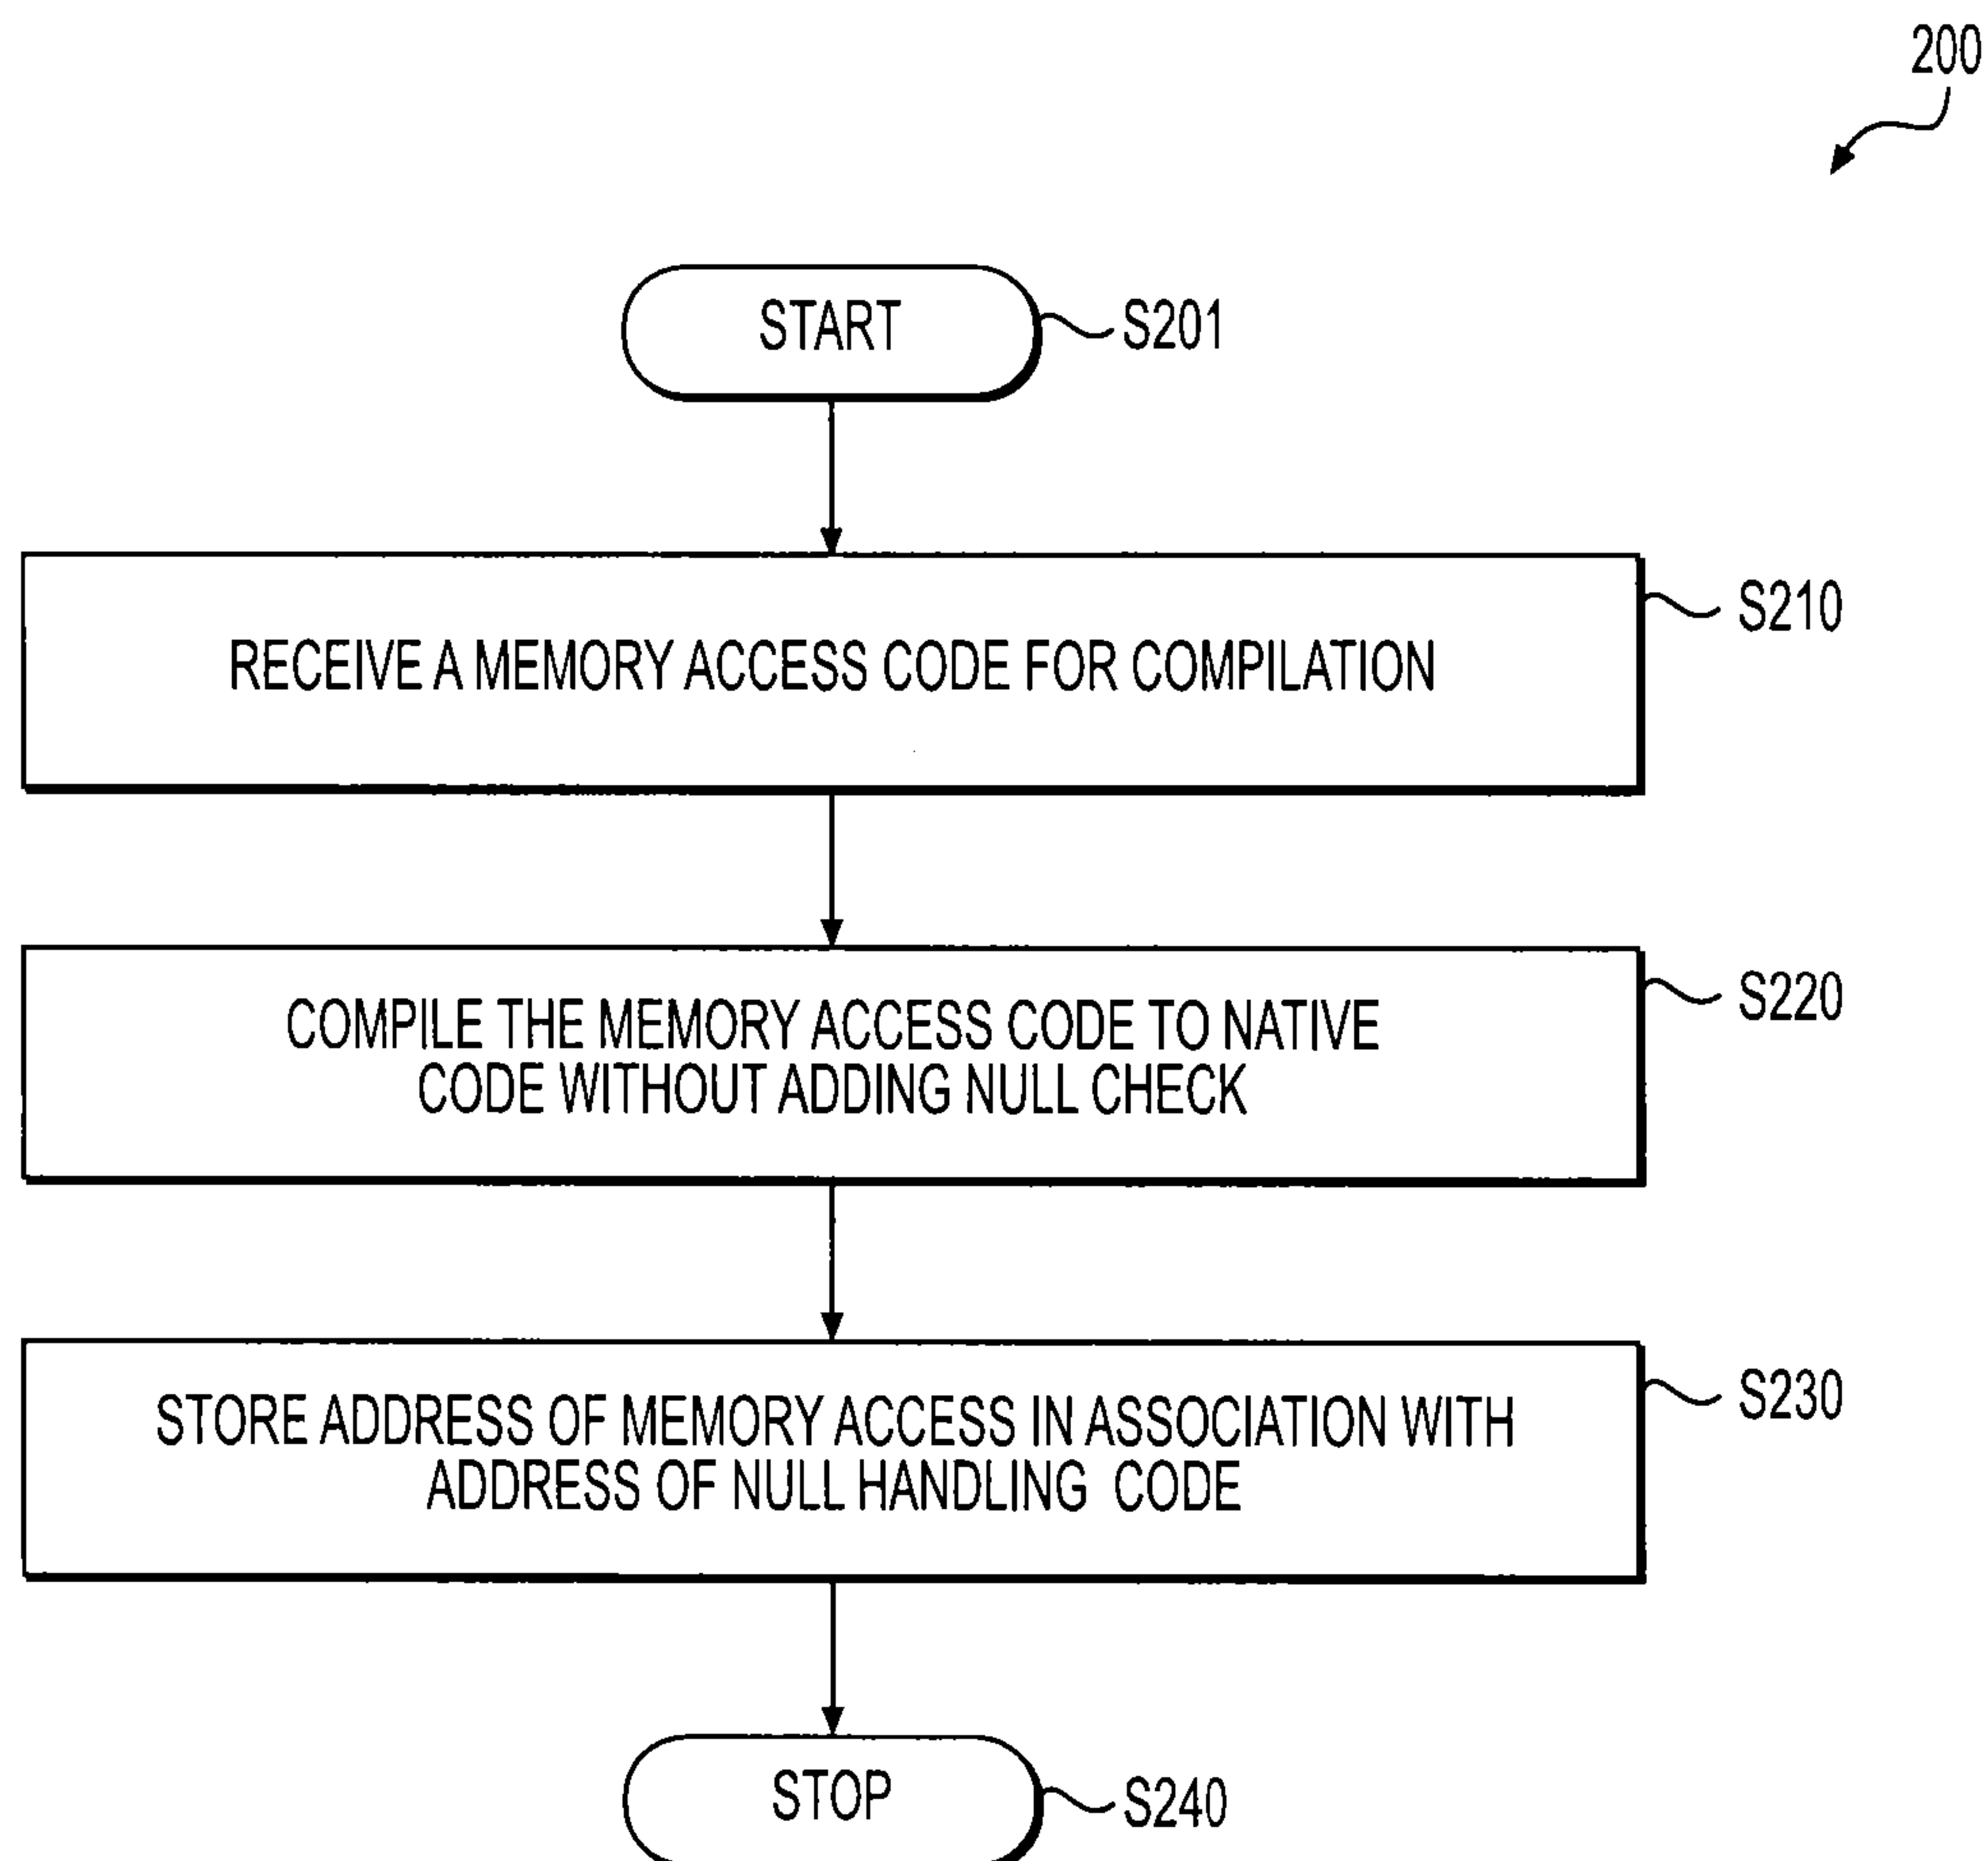 200
START
S201
RECEIVE A MEMORY ACCESS CODE FOR COMPILATION
S210
COMPILE THE MEMORY ACCESS CODE TO NATIVE
CODE WITHOUT ADDING NULL CHECK
S220
STORE ADDRESS OF MEMORY ACCESS IN ASSOCIATION WITH
ADDRESS OF NULL HANDLING CODE
S230
STOP
S240